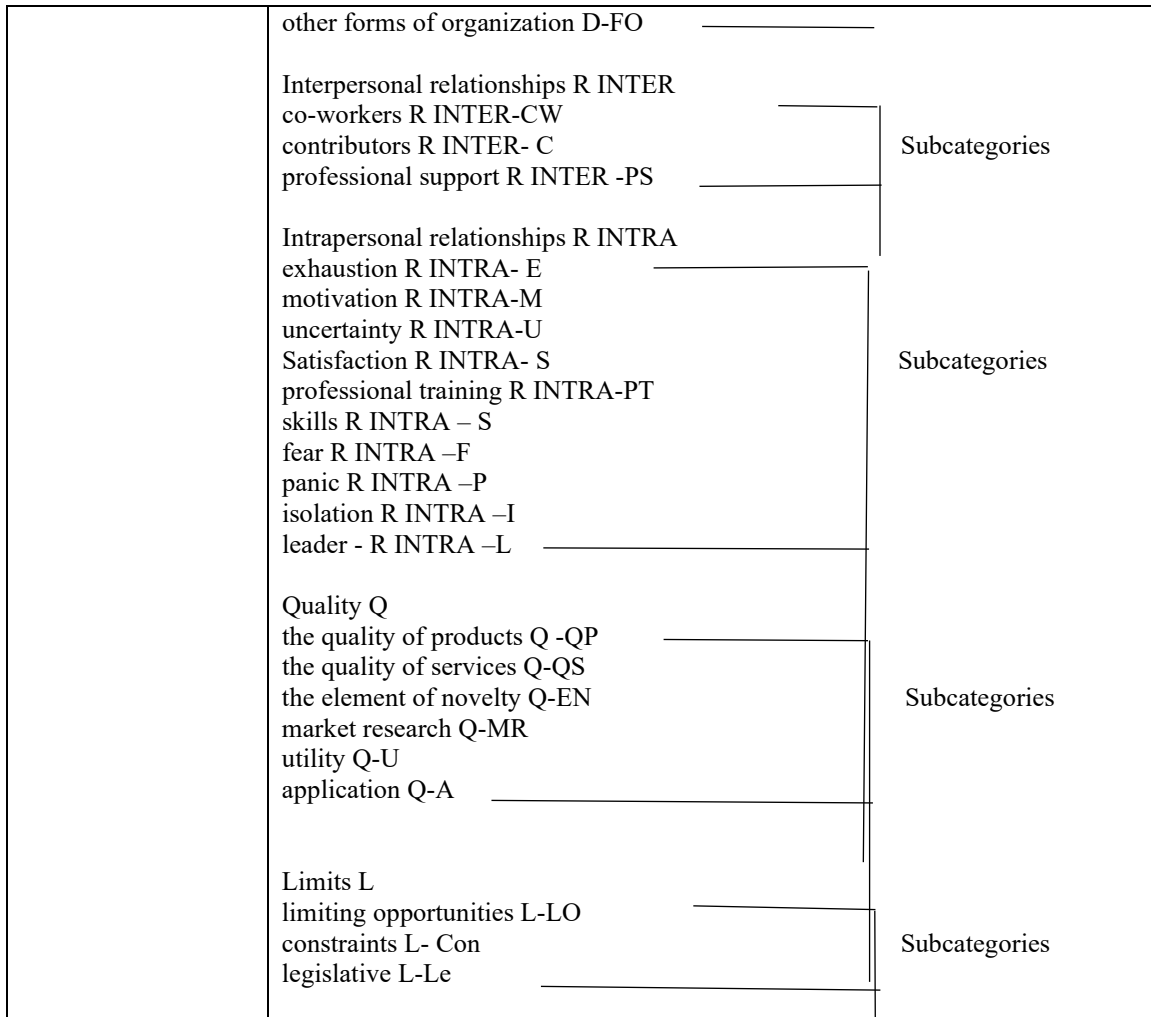 other forms of organization D-FO
Interpersonal relationships R INTER
co-workers R INTER-CW
contributors R INTER- C
Subcategories
professional support R INTER -PS
Intrapersonal relationships R INTRA
exhaustion R INTRA- E
motivation R INTRA-M
uncertainty R INTRA-U
Satisfaction R INTRA- S
Subcategories
professional training R INTRA-PT
skills R INTRA – S
fear R INTRA –F
panic R INTRA –P
isolation R INTRA –I
leader - R INTRA –L
Quality Q
the quality of products Q -QP
the quality of services Q-QS
the element of novelty Q-EN
Subcategories
market research Q-MR
utility Q-U
application Q-A
Limits L
limiting opportunities L-LO
constraints L- Con
Subcategories
legislative L-Le